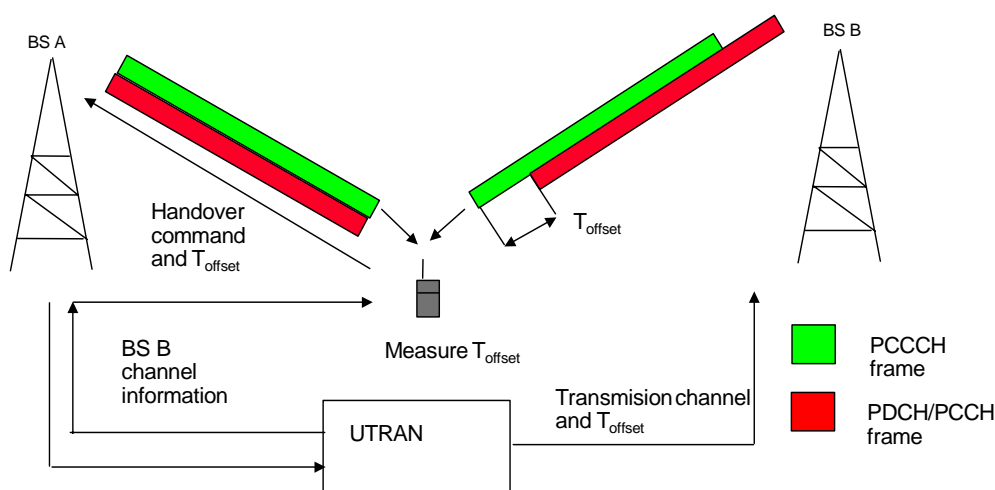 BS A
BS B
Handover
command
and Toffset
Toffset
Measure Toffset
BS B
channel
information
UTRAN
Transmision channel
and Toffset
PCCCH
frame
PDCH/PCCH
frame